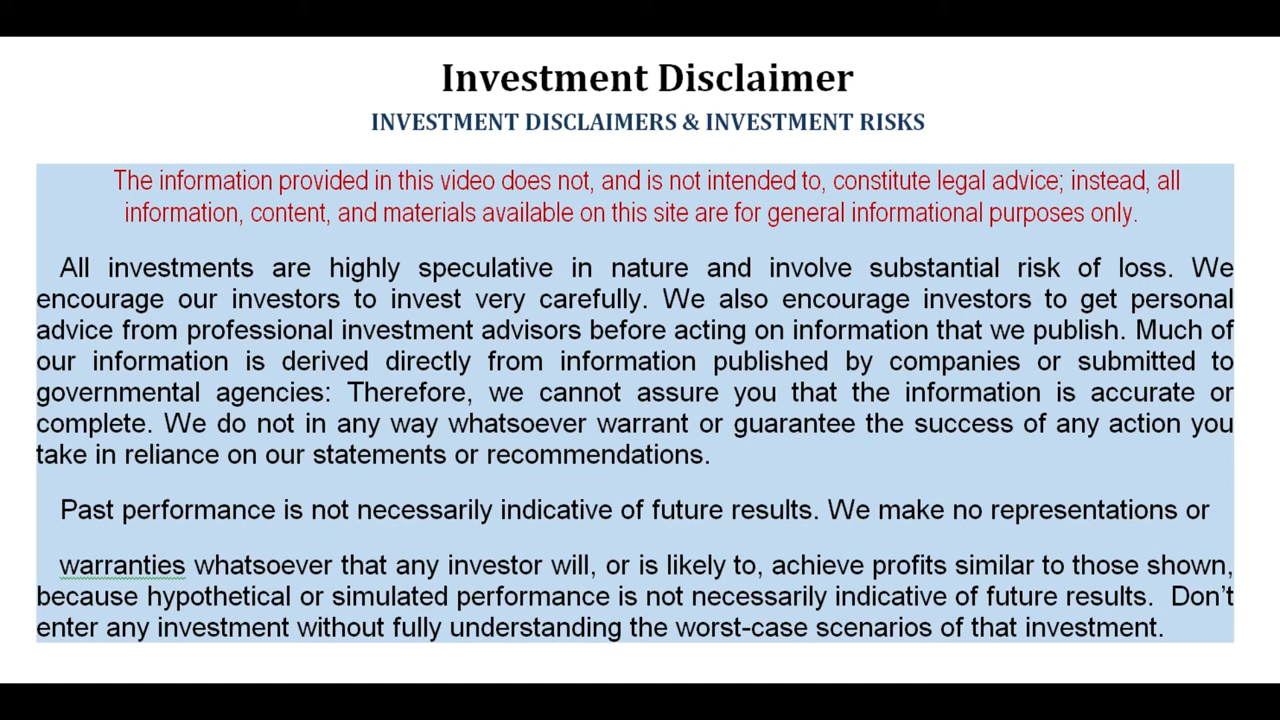 Investment Disclaimer
INVESTMENT DISCLAIMERS & INVESTMENT RISKS
The information provided in this video does not, and is not intended to, constitute legal advice; instead, all
information, content, and materials available on this site are for general informational purposes only.
All investments are highly speculative in nature and involve substantial risk of loss. We
encourage our investors to invest very carefully. We also encourage investors to get personal
advice from professional investment advisors before acting on information that we publish. Much of
our information is derived directly from information published by companies or submitted to
governmental agencies: Therefore, we cannot assure you that the information is accurate or
complete. We do not in any way whatsoever warrant or guarantee the success of any action you
take in reliance on our statements or recommendations.
Past performance is not necessarily indicative of future results. We make no representations or
warranties whatsoever that any investor will, or is likely to, achieve profits similar to those shown,
because hypothetical or simulated performance is not necessarily indicative of future results.  Don’t
enter any investment without fully understanding the worst-case scenarios of that investment.